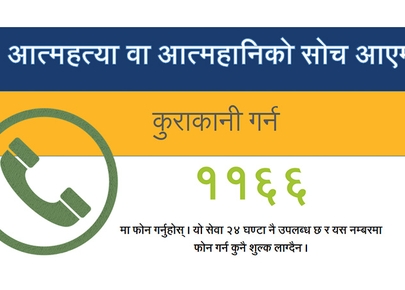 आत्महत्या वा आत्महानिको सोच आएम
कुराकानी गर्न
११६६
मा फोन गर्नुहोस् । यो सेवा २४ घण्टा नै उपलब्ध छ र यस नम्बरमा
फोन गर्न कुनै शुल्क लाग्दैन ।